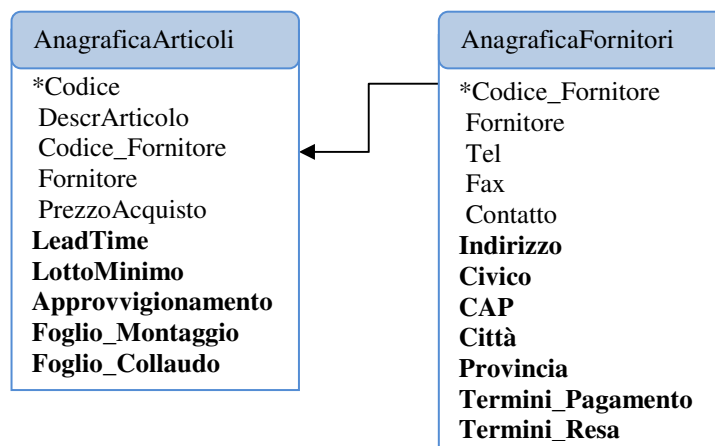 AnagraficaArticoli
*Codice
DescrArticolo
Codice_Fornitore
Fornitore
PrezzoAcquisto
LeadTime
LottoMinimo
Approvvigionamento
Foglio_Montaggio
Foglio_Collaudo
AnagraficaFornitori
*Codice_Fornitore
Fornitore
Tel
Fax
Contatto
Indirizzo
Civico
CAP
Città
Provincia
Termini_Pagamento
Termini_Resa